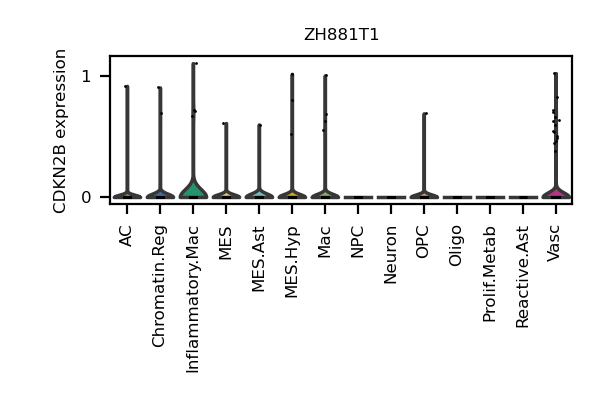 ZH881T1
CDKN2B expression
1
0
AC
Chromatin.Reg
Inflammatory.Mac
MES
MES.Ast
MES.Hyp
Mac
NPC
Neuron
OPC
Oligo
Prolif.Metab
Reactive.Ast
Vasc